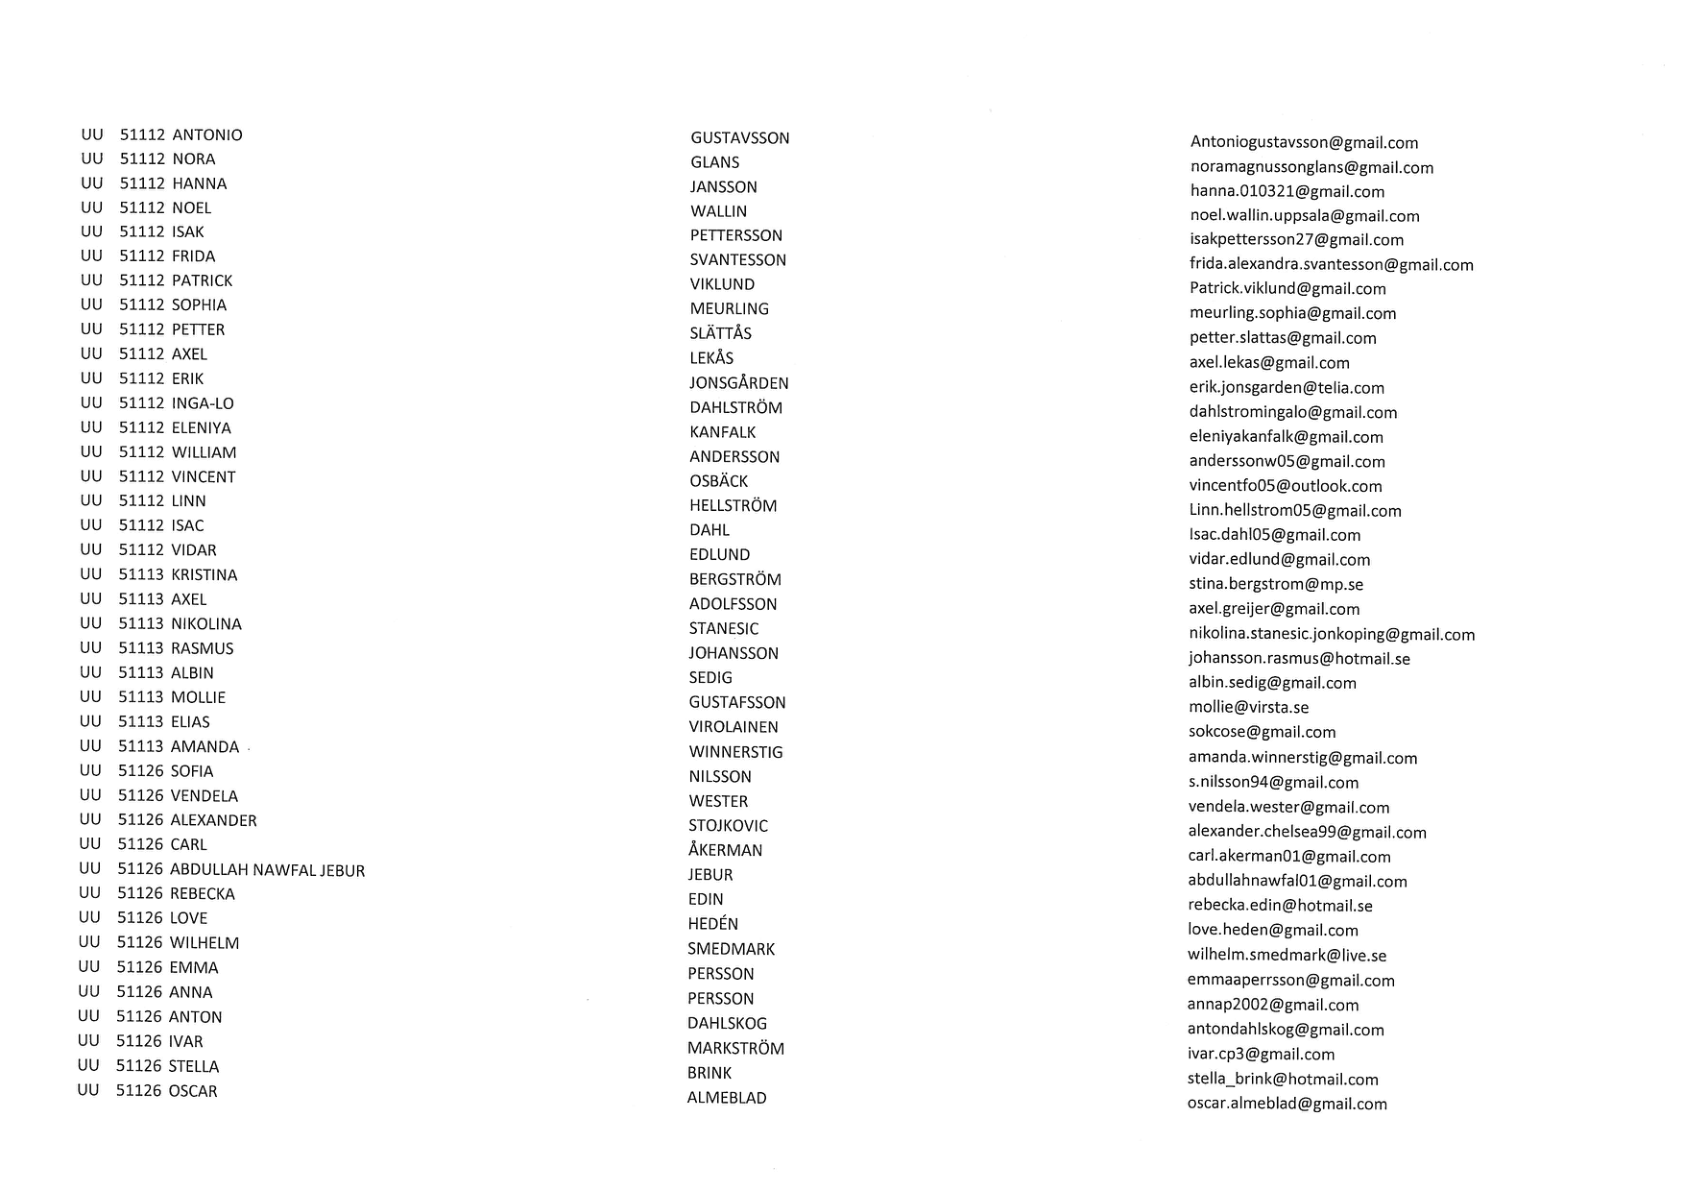 UU 51112 ANTONIO GUSTAVSSON Antoniogustavsson@gmail.com
UU 51112 NORA GLANS noramagnussonglans@gmail.com
UU 51112 HANNA JANSSON hanna.010321@gmail.com
UU 51112 NOEL WALLIN noel.wallin.uppsala@gmail.com
UU 51112 ISAK PETTERSSON isakpettersson27@gmail.com
UU 51112 FRIDA SVANTESSON frida.alexandra.svantesson@gmail.com
UU 51112 PATRICK VIKLUND Patrick.viklund@gmail.com
UU 51112 SOPHIA MEURLING meurling.sophia@gmail.com
UU 51112 PETTER SLÄTTÅS petter.slattas@gmail.com
UU 51112 AXEL LEKÅS axel.lekas@gmail.com
UU 51112 ERIK JONSGÅRDEN erik.jonsgarden@telia.com
UU 51112 INGA-LO DAHLSTRÖM dahlstromingalo@gmail.com
UU 51112 ELENIYA KANFALK eleniyakanfalk@gmail.com
UU 51112 WILLIAM ANDERSSON anderssonw05@gmail.com
UU 51112 VINCENT OSBÄCK vincentfo05@outlook.com
UU 51112 LINN HELLSTRÖM Linn.hellstrom05@gmail.com
UU 51112 ISAC DAHL Isac.dahl05@gmail.com
UU 51112 VIDAR EDLUND vidar.edlund@gmail.com
UU 51113 KRISTINA BERGSTRÖM stina.bergstrom@mp.se
UU 51113 AXEL ADOLFSSON axel.greijer@gmail.com
UU 51113 NIKOLINA STANESIC nikolina.stanesic.jonkoping@gmail.com
UU 51113 RASMUS JOHANSSON johansson.rasmus@hotmail.se
UU 51113 ALBIN SEDIG albin.sedig@gmail.com
UU 51113 MOLLIE GUSTAFSSON mollie@virsta.se
UU 51113 ELIAS VIROLAINEN sokcose@gmail.com
UU 51113 AMANDA WINNERSTIG amanda.winnerstig@gmail.com
UU 51126 SOFIA NILSSON s.nilsson94@gmail.com
UU 51126 VENDELA WESTER vendela.wester@gmail.com
UU 51126 ALEXANDER STOJKOVIC alexander.chelsea99@gmail.com
UU 51126 CARL ÅKERMAN carl.akerman01@gmail.com
UU 51126 ABDULLAH NAWFAL JEBUR JEBUR abdullahnawfal01@gmail.com
UU 51126 REBECKA EDIN rebecka.edin@hotmail.se
UU 51126 LOVE HEDÉN love.heden@gmail.com
UU 51126 WILHELM SMEDMARK wilhelm.smedmark@live.se
UU 51126 EMMA PERSSON emmaaperrsson@gmail.com
UU 51126 ANNA PERSSON annap2002@gmail.com
UU 51126 ANTON DAHLSKOG antondahlskog@gmail.com
UU 51126 IVAR MARKSTRÖM ivar.cp3@gmail.com
UU 51126 STELLA BRINK stella_brink@hotmail.com
UU 51126 OSCAR ALMEBLAD oscar.almeblad@gmail.com